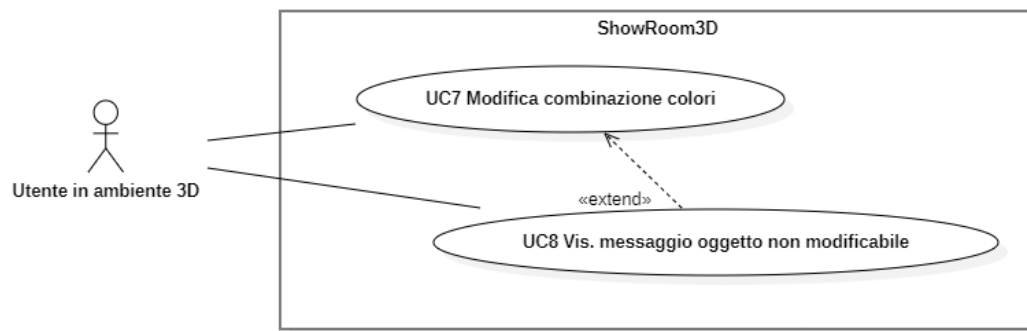 ShowRoom3D
UC7 Modifica combinazione colori
Utente in ambiente 3D
«extend»
UC8 Vis. messaggio oggetto non modificabile